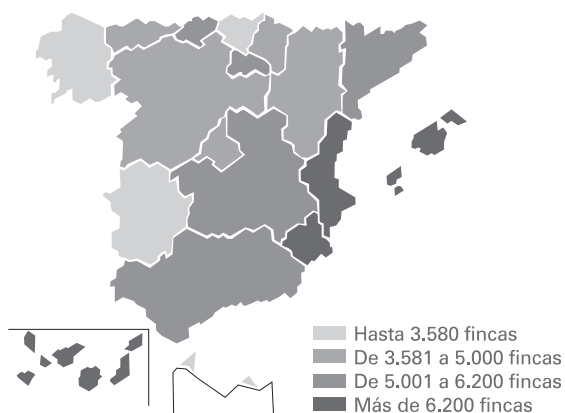 Hasta 3.580 fincas
De 3.581 a 5.000 fincas
De 5.001 a 6.200 fincas
Más de 6.200 fincas